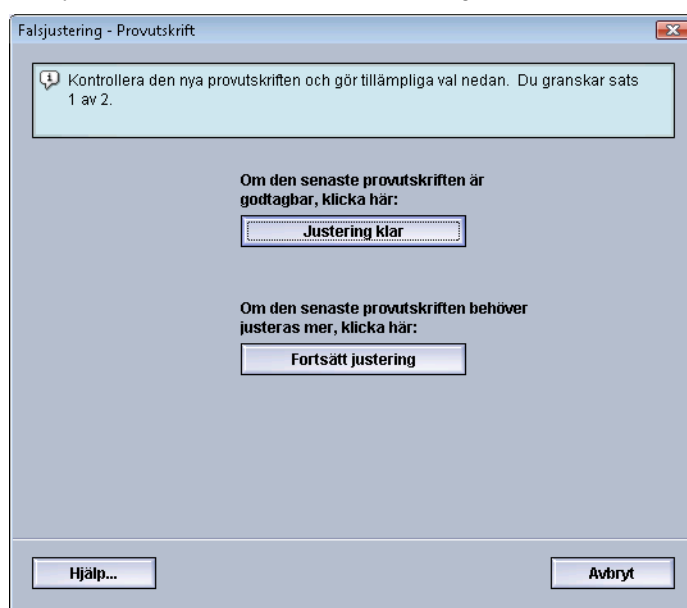 Falsjustering - Provutskrift
Kontrollera den nya provutskriften och gör tillämpliga val nedan. Du granskar sats
1 av 2.
Om den senaste provutskriften är
godtagbar, klicka här:
Justering klar
Om den senaste provutskriften behöver
justeras mer, klicka här:
Fortsätt justering
Hjälp...
Avbryt